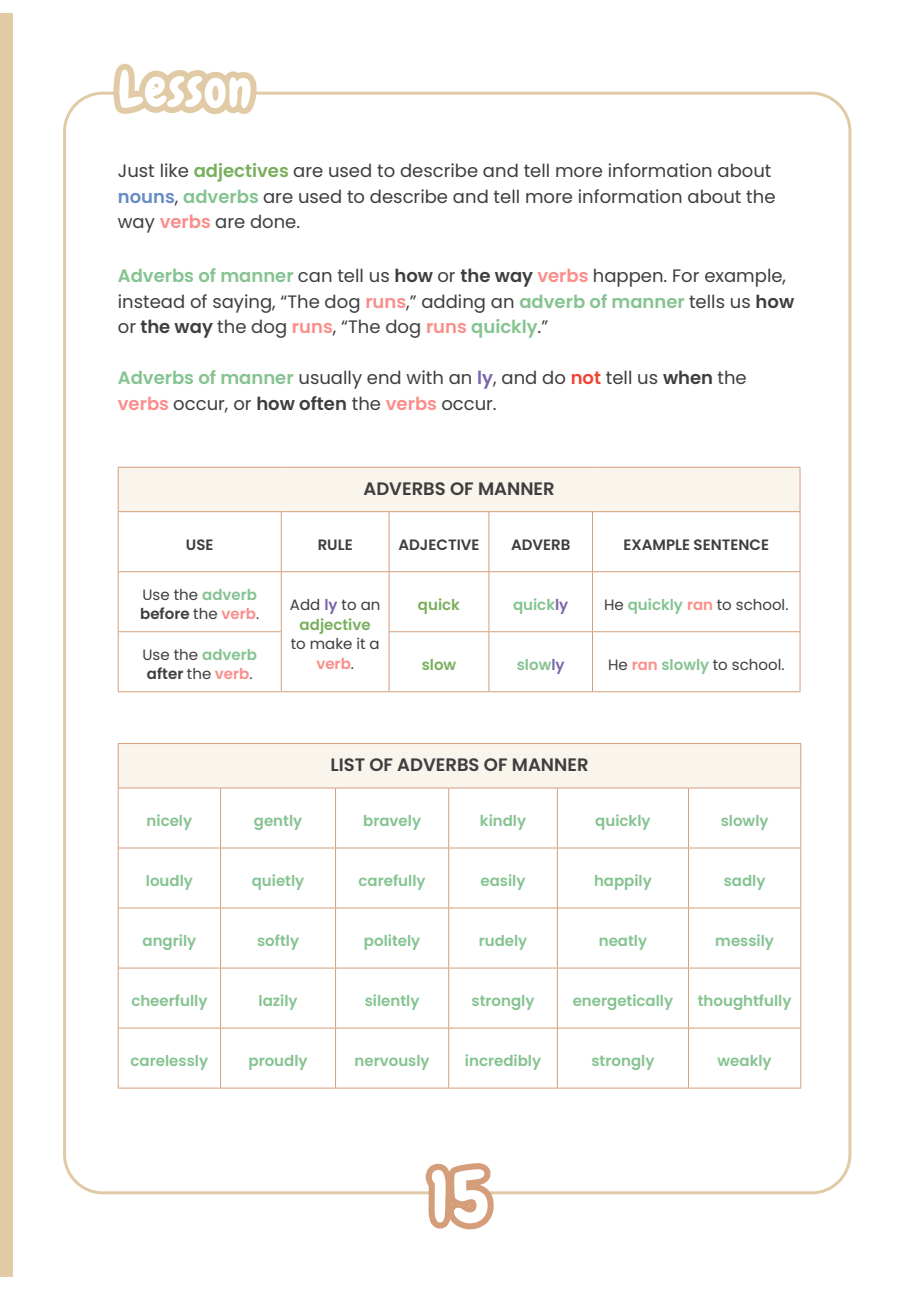 Lesson
Just like adjectives are used to describe and tell more information about
nouns, adverbs are used to describe and tell more information about the
way verbs are done.
Adverbs of manner can tell us how or the way verbs happen. For example,
instead of saying, “The dog runs,” adding an adverb of manner tells us how
or the way the dog runs, “The dog runs quickly.”
Adverbs of manner usually end with an ly, and do not tell us when the
verbs occur, or how often the verbs occur.
ADVERBS OF MANNER
USE RULE ADJECTIVE ADVERB EXAMPLE SENTENCE
Use the adverb
before the verb.
Add ly to an
adjective
to make it a
verb.
quick quickly He quickly ran to school.
Use the adverb
after the verb.
slow slowly He ran slowly to school.
LIST OF ADVERBS OF MANNER
nicely gently bravely kindly quickly slowly
loudly quietly carefully easily happily sadly
angrily softly politely rudely neatly messily
cheerfully lazily silently strongly energetically thoughtfully
carelessly proudly nervously incredibly strongly weakly
15